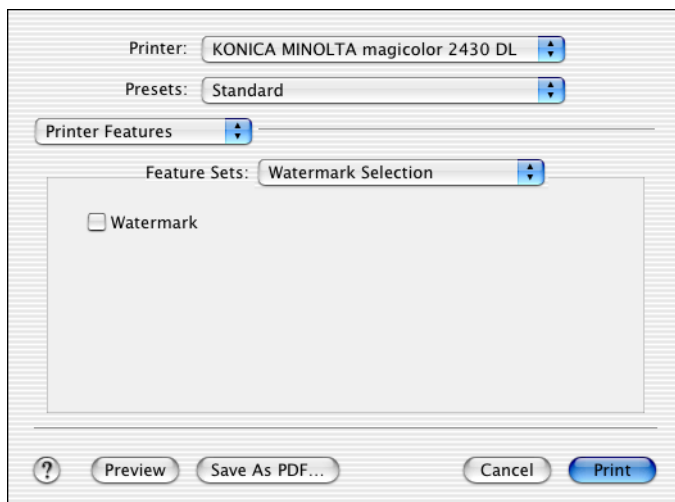 Printer: KONICA MINOLTA magicolor 2430 DL
Presets: Standard
Printer Features
Feature Sets: Watermark Selection
Watermark
? Preview Save As PDF... Cancel Print